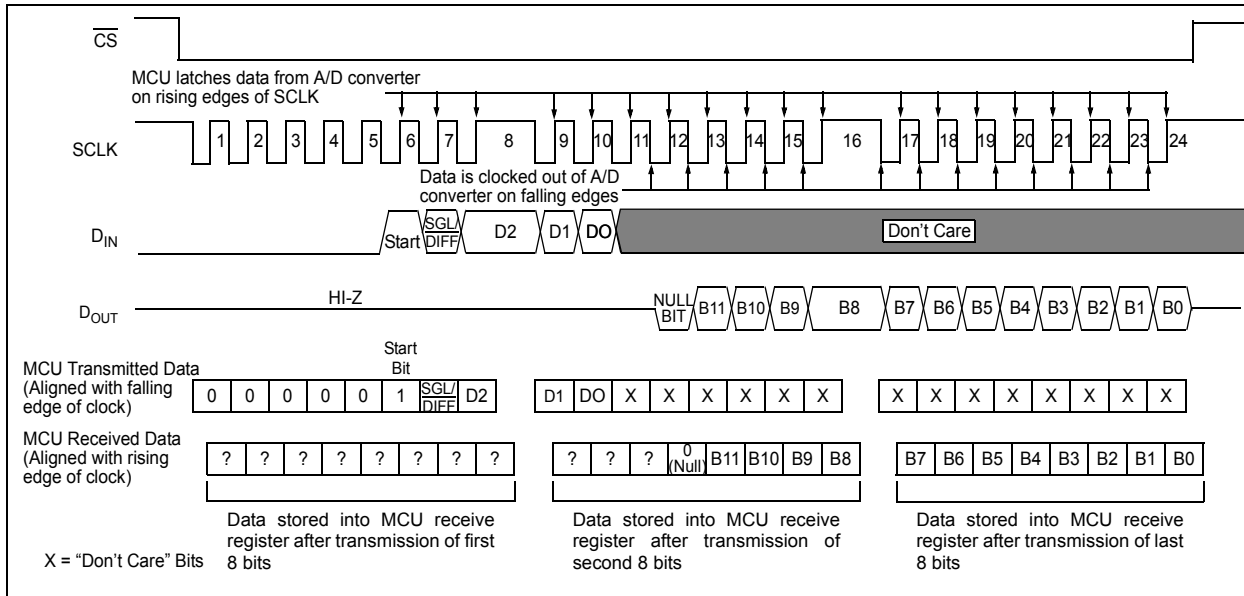 CS
MCU latches data from A/D converter
on rising edges of SCLK
SCLK
1 2 3 4 5 6 7 8 9 10 11 12 13 14 15 16 17 18 19 20 21 22 23 24
Data is clocked out of A/D
converter on falling edges
DIN
Start SGL/DIFF D2 D1 DO Don't Care
DOUT
HI-Z
NULL BIT B11 B10 B9 B8 B7 B6 B5 B4 B3 B2 B1 B0
Start
Bit
MCU Transmitted Data
(Aligned with falling
edge of clock)
0 0 0 0 0 1 SGL/DIFF D2 D1 DO X X X X X X X X X X X X X X
MCU Received Data
(Aligned with rising
edge of clock)
? ? ? ? ? ? ? ? ? ? ? 0 (Null) B11 B10 B9 B8 B7 B6 B5 B4 B3 B2 B1 B0
Data stored into MCU receive
register after transmission of first
8 bits
Data stored into MCU receive
register after transmission of
second 8 bits
Data stored into MCU receive
register after transmission of last
8 bits
X = “Don’t Care” Bits